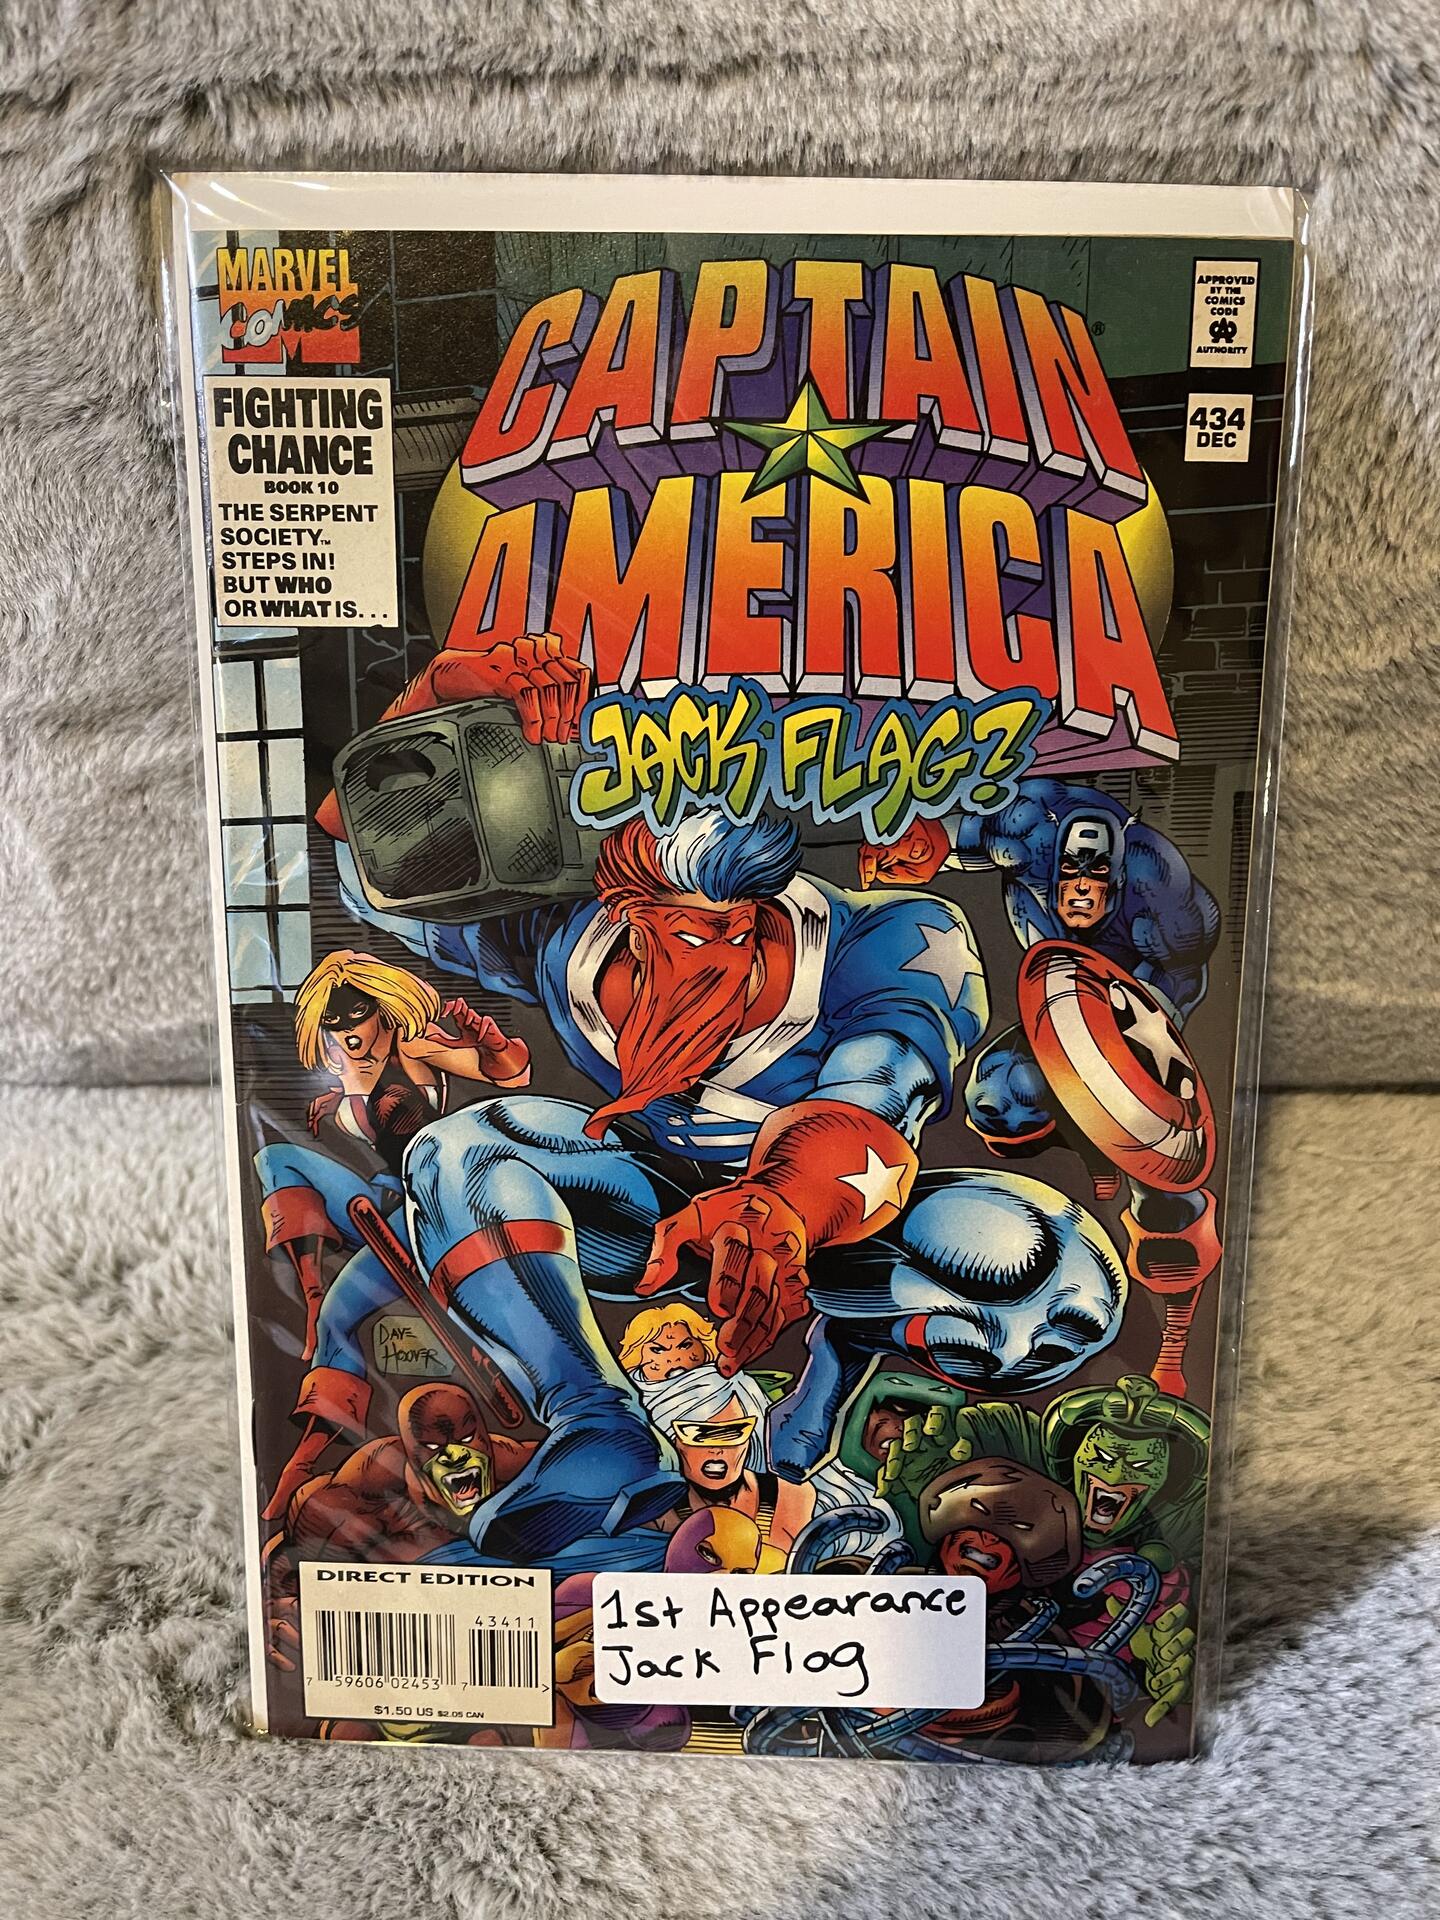 MARVEL
COMICS
FIGHTING
CHANCE
BOOK 10
THE SERPENT
SOCIETY™
STEPS IN!
BUT WHO
OR WHAT IS...
CAPTAIN
AMERICA®
JACK FLAG?
APPROVED
BY THE
COMICS
CODE
CA
AUTHORITY
434
DEC
A
DAVE
HOOVER
DIRECT EDITION
43411
7 59606 02453 7 >
$1.50 US $2.05 CAN
1st Appearance
Jack Flag